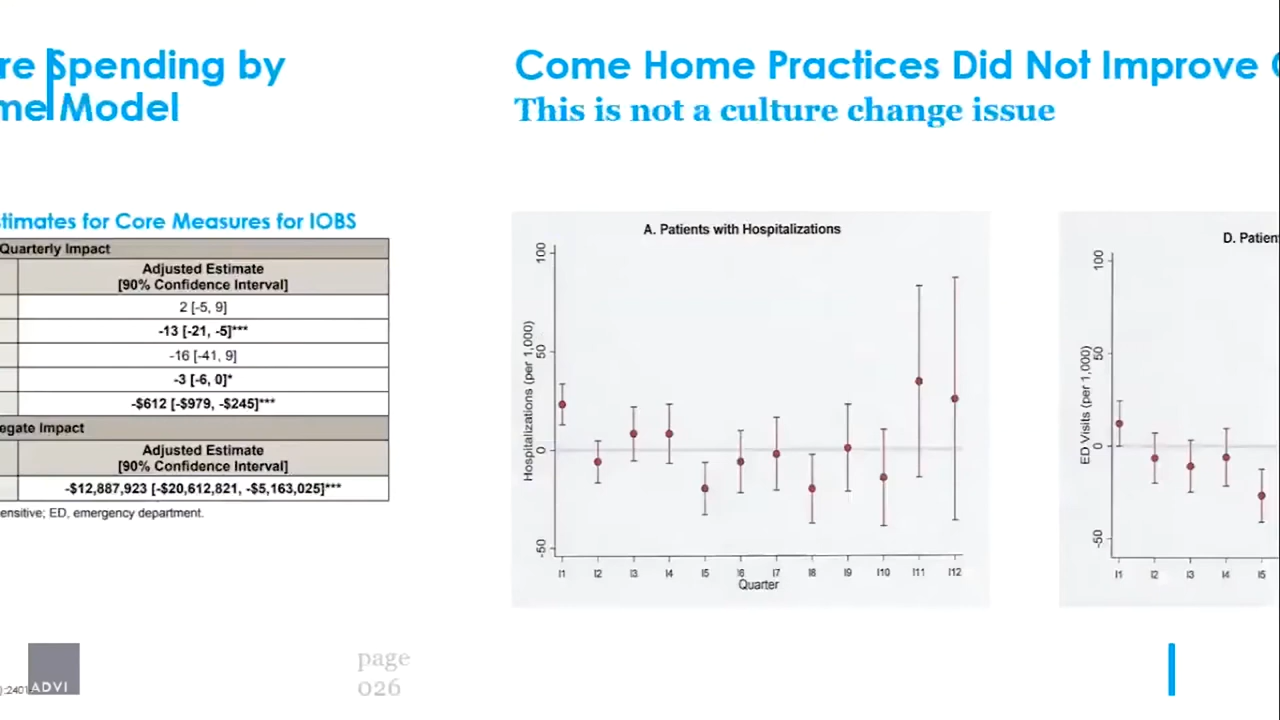 re Spending by
me Model
stimates for Core Measures for IOBS
Quarterly Impact
Adjusted Estimate
[90% Confidence Interval]
2 [-5, 9]
-13 [-21, -5]***
-16 [-41, 9]
-3 [-6, 0]*
-$612 [-$979, -$245]***
egate Impact
Adjusted Estimate
[90% Confidence Interval]
-$12,887,923 [-$20,612,821, -$5,163,025]***
ensitive; ED, emergency department.
ADVI
page
026
Come Home Practices Did Not Improve
This is not a culture change issue
A. Patients with Hospitalizations
Hospitalizations (per 1,000)
100
50
0
-50
I1 I2 I3 I4 I5 I6 I7 I8 I9 I10 I11 I12
Quarter
D. Patien
ED Visits (per 1,000)
100
50
0
-50
I1 I2 I3 I4 I5